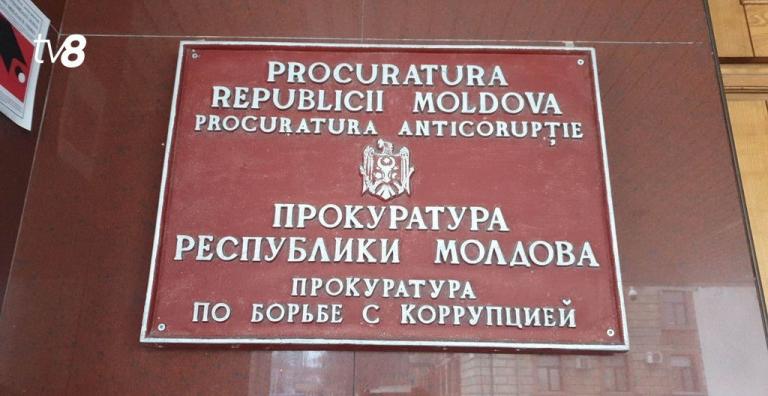 tv8
PROCURATURA
REPUBLICII MOLDOVA
PROCURATURA ANTICORUPȚIE
ПРОКУРАТУРА
РЕСПУБЛИКИ МОЛДОВА
ПРОКУРАТУРА
ПО БОРЬБЕ С КОРРУПЦИЕЙ